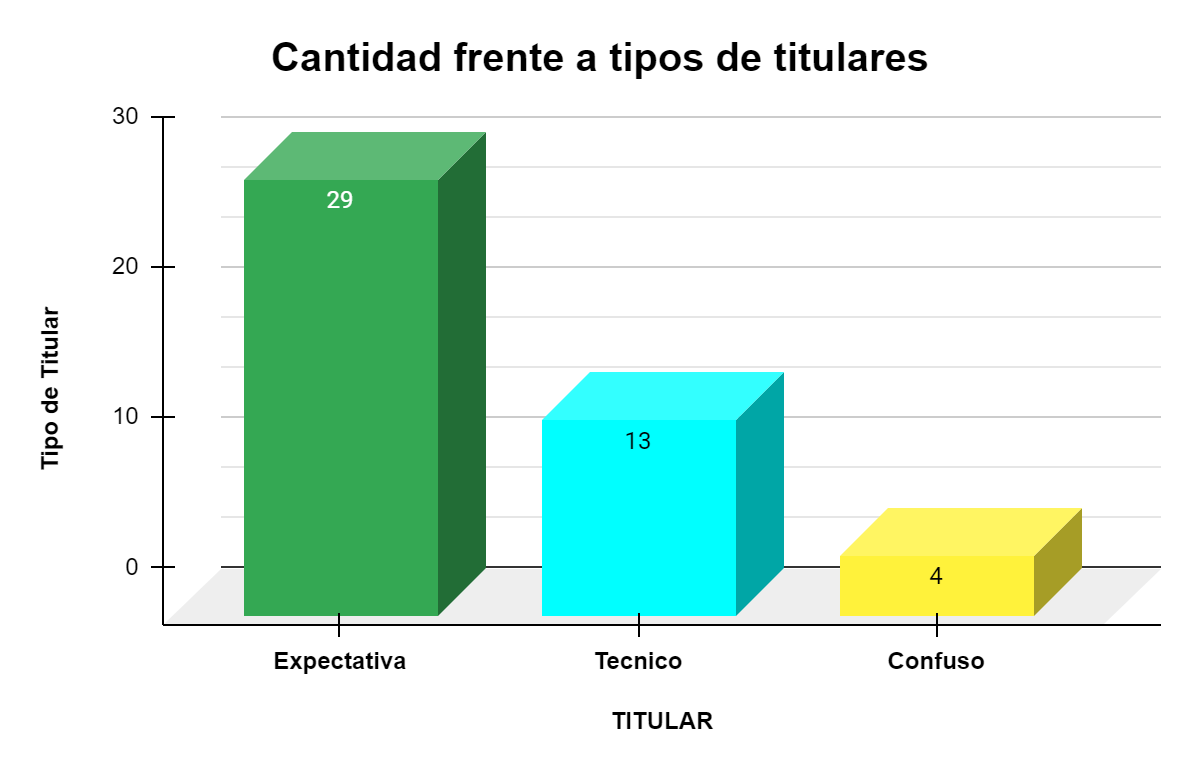 Cantidad frente a tipos de titulares
30
20
10
0
Tipo de Titular
29
13
4
Expectativa
Tecnico
Confuso
TITULAR